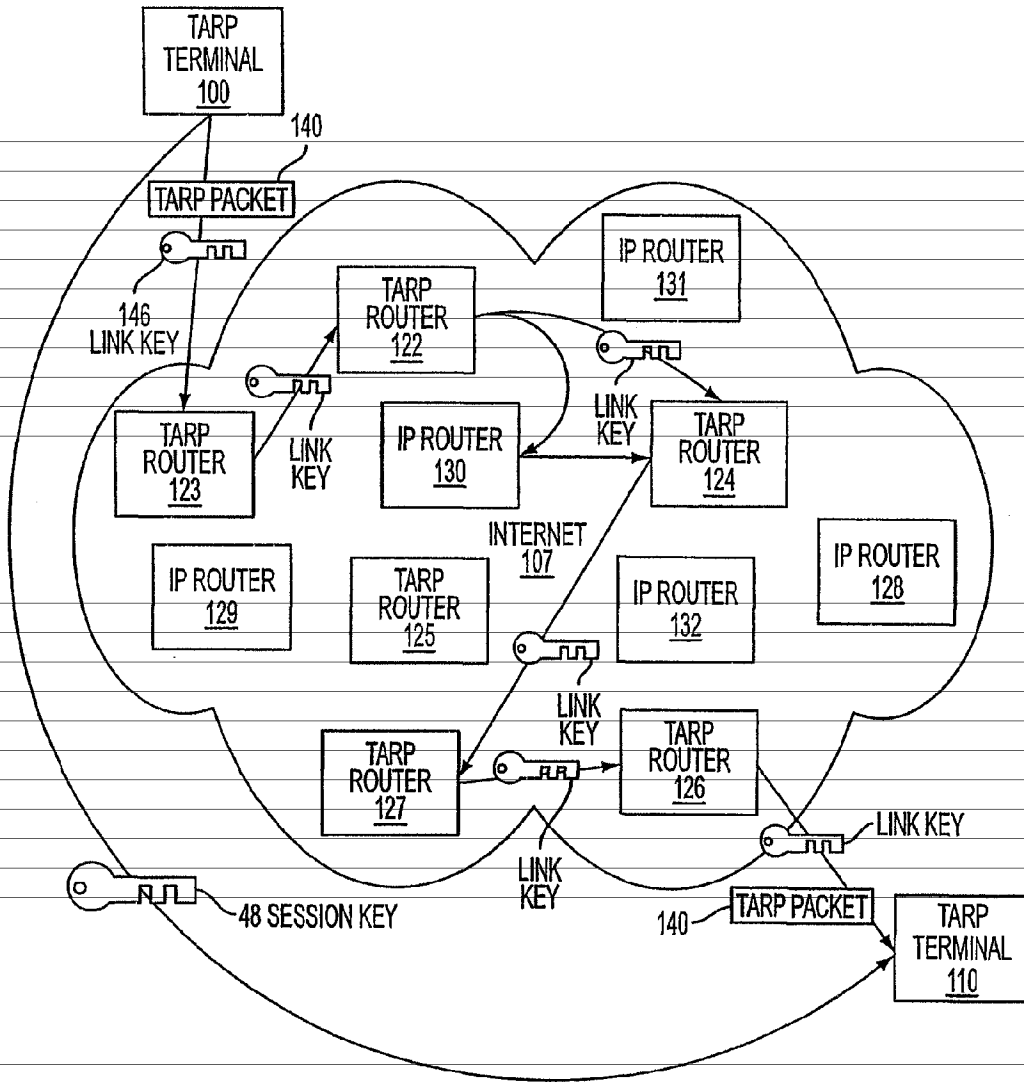 TARP
TERMINAL
100
140
TARP PACKET
146
LINK KEY
IP ROUTER
131
TARP
ROUTER
122
LINK
KEY
LINK
KEY
TARP
ROUTER
123
IP ROUTER
130
TARP
ROUTER
124
INTERNET
107
IP ROUTER
129
TARP
ROUTER
125
IP ROUTER
132
IP ROUTER
128
LINK
KEY
TARP
ROUTER
127
TARP
ROUTER
126
LINK
KEY
LINK KEY
48 SESSION KEY
140
TARP PACKET
TARP
TERMINAL
110